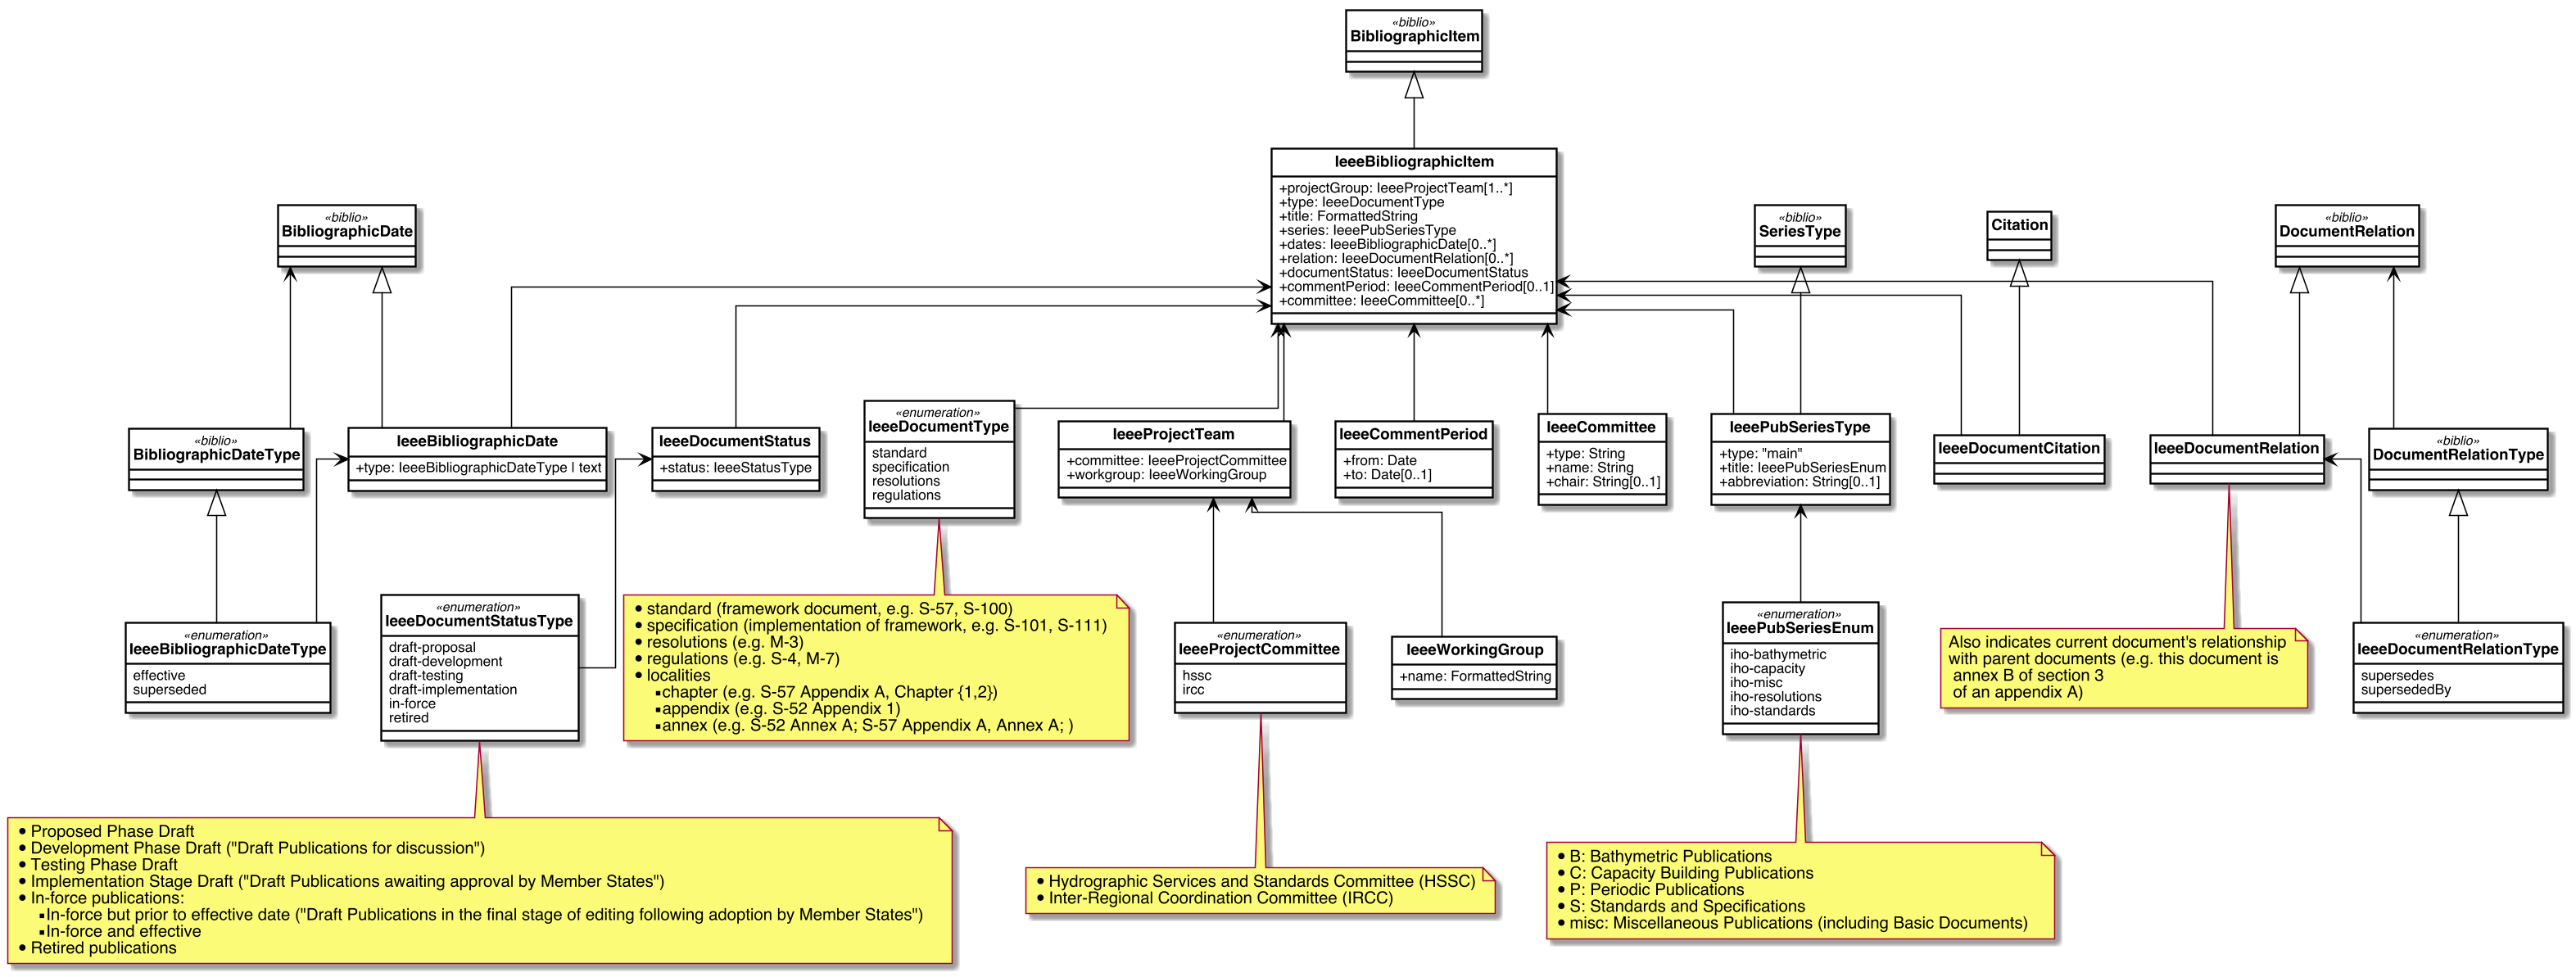 «biblio»
BibliographicItem
IeeeBibliographicItem
+projectGroup: IeeeProjectTeam[1..*]
+type: IeeeDocumentType
+title: FormattedString
+series: IeeePubSeriesType
+dates: IeeeBibliographicDate[0..*]
+relation: IeeeDocumentRelation[0..*]
+documentStatus: IeeeDocumentStatus
+commentPeriod: IeeeCommentPeriod[0..1]
+committee: IeeeCommittee[0..*]
«biblio»
BibliographicDate
«biblio»
SeriesType
Citation
«biblio»
DocumentRelation
«biblio»
BibliographicDateType
IeeeBibliographicDate
+type: IeeeBibliographicDateType | text
IeeeDocumentStatus
+status: IeeeStatusType
«enumeration»
IeeeDocumentType
standard
specification
resolutions
regulations
IeeeProjectTeam
+committee: IeeeProjectCommittee
+workgroup: IeeeWorkingGroup
IeeeCommentPeriod
+from: Date
+to: Date[0..1]
IeeeCommittee
+type: String
+name: String
+chair: String[0..1]
IeeePubSeriesType
+type: "main"
+title: IeeePubSeriesEnum
+abbreviation: String[0..1]
IeeeDocumentCitation
IeeeDocumentRelation
«biblio»
DocumentRelationType
«enumeration»
IeeeBibliographicDateType
effective
superseded
«enumeration»
IeeeDocumentStatusType
draft-proposal
draft-development
draft-testing
draft-implementation
in-force
retired
• standard (framework document, e.g. S-57, S-100)
• specification (implementation of framework, e.g. S-101, S-111)
• resolutions (e.g. M-3)
• regulations (e.g. S-4, M-7)
• localities
▪ chapter (e.g. S-57 Appendix A, Chapter {1,2})
▪ appendix (e.g. S-52 Appendix 1)
▪ annex (e.g. S-52 Annex A; S-57 Appendix A, Annex A; )
«enumeration»
IeeeProjectCommittee
hssc
ircc
IeeeWorkingGroup
+name: FormattedString
«enumeration»
IeeePubSeriesEnum
iho-bathymetric
iho-capacity
iho-misc
iho-resolutions
iho-standards
Also indicates current document's relationship
with parent documents (e.g. this document is
annex B of section 3
of an appendix A)
«enumeration»
IeeeDocumentRelationType
supersedes
supersededBy
• Proposed Phase Draft
• Development Phase Draft ("Draft Publications for discussion")
• Testing Phase Draft
• Implementation Stage Draft ("Draft Publications awaiting approval by Member States")
• In-force publications:
▪ In-force but prior to effective date ("Draft Publications in the final stage of editing following adoption by Member States")
▪ In-force and effective
• Retired publications
• Hydrographic Services and Standards Committee (HSSC)
• Inter-Regional Coordination Committee (IRCC)
• B: Bathymetric Publications
• C: Capacity Building Publications
• P: Periodic Publications
• S: Standards and Specifications
• misc: Miscellaneous Publications (including Basic Documents)